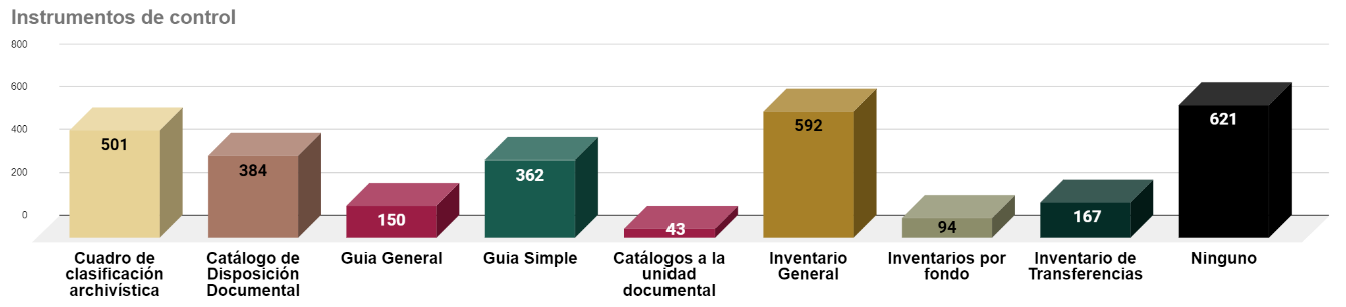 Instrumentos de control
800
600
400
200
0
501
384
150
362
43
592
94
167
621
Cuadro de
clasificación
archivística
Catálogo de
Disposición
Documental
Guia General
Guia Simple
Catálogos a la
unidad
documental
Inventario
General
Inventarios por
fondo
Inventario de
Transferencias
Ninguno